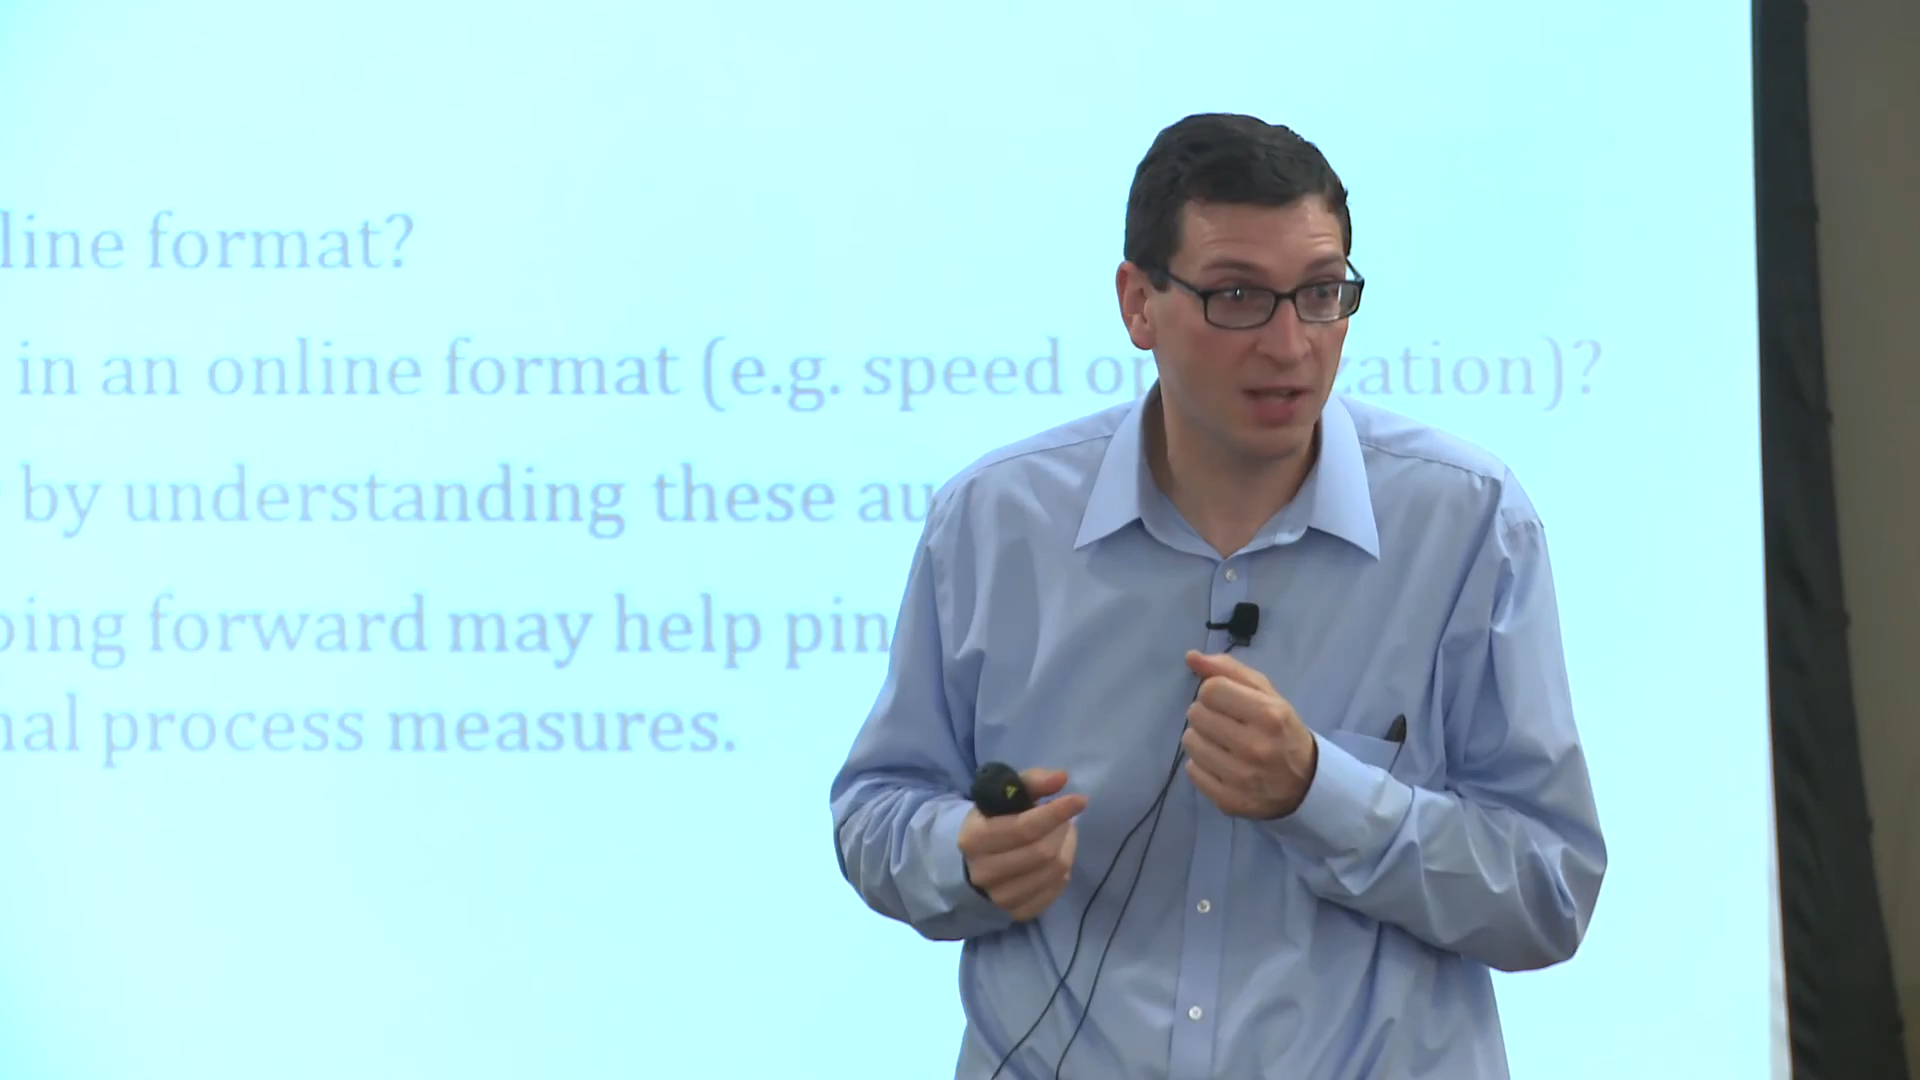 line format?
in an online format (e.g. speed op zation)?
by understanding these au
oing forward may help pin
nal process measures.